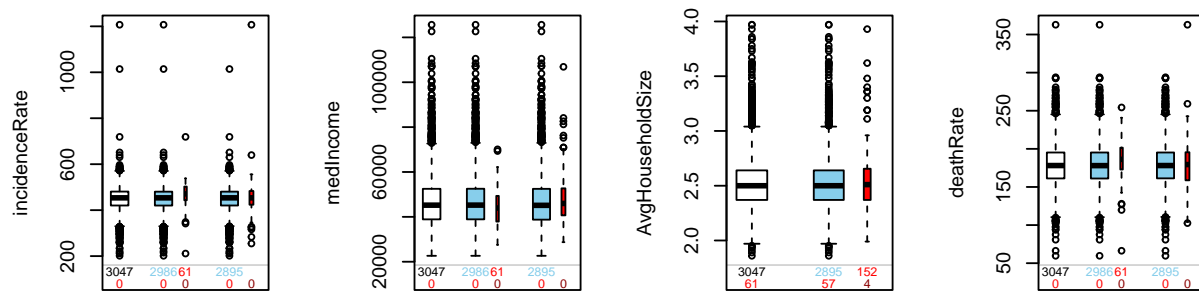 incidenceRate
200 600 1000
3047 2986 61 2895
0 0 0 0 0
medIncome
20000 60000 100000
3047 2986 61 2895
0 0 0 0 0
AvgHouseholdSize
2.0 2.5 3.0 3.5 4.0
3047 2895 152
61 57 4
deathRate
50 150 250 350
3047 2986 61 2895
0 0 0 0 0